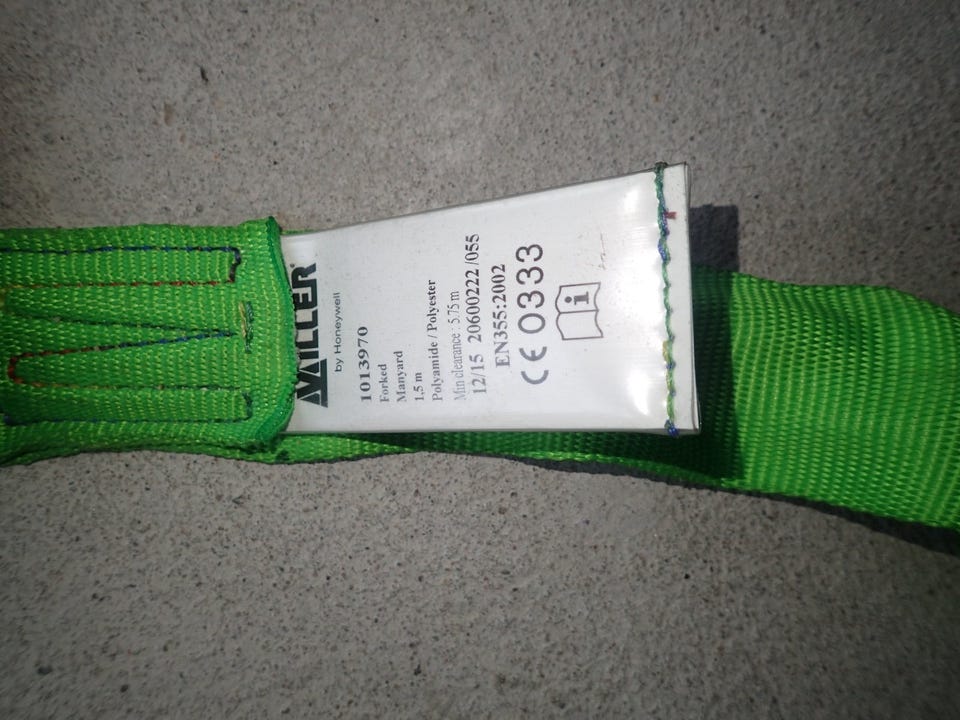 MILLER
by Honeywell
1013970
Forked
Manyard
1,5 m
Polyamide / Polyester
Min clearance : 5.75 m
12/15 20600222 /055
EN355:2002
CE 0333
i